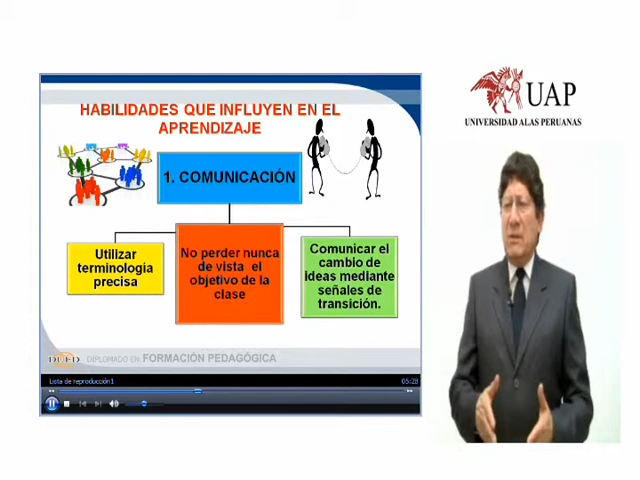 HABILIDADES QUE INFLUYEN EN EL
APRENDIZAJE
1. COMUNICACIÓN
Utilizar
terminología
precisa
No perder nunca
de vista el
objetivo de la
clase
Comunicar el
cambio de
ideas mediante
señales de
transición.
DUED
DIPLOMADO EN FORMACIÓN PEDAGÓGICA
Lista de reproducción1
05:28
UAP
UNIVERSIDAD ALAS PERUANAS